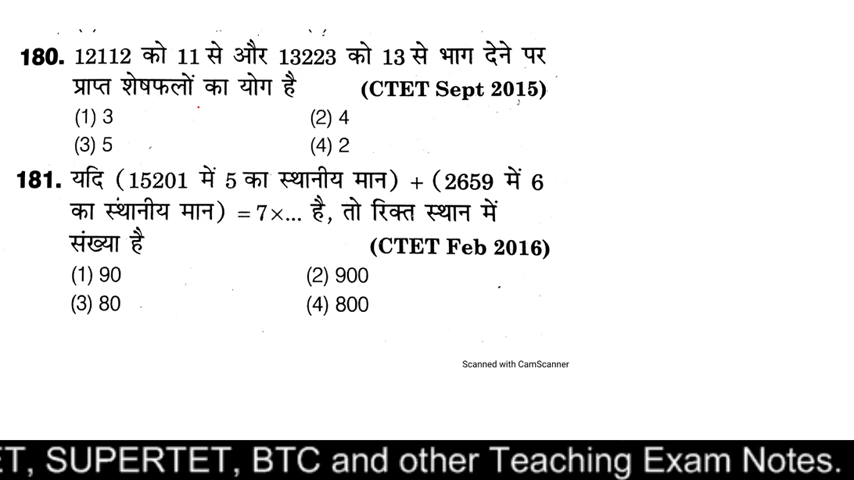 180. 12112 को 11 से और 13223 को 13 से भाग देने पर
प्राप्त शेषफलों का योग है (CTET Sept 2015)
(1) 3 (2) 4
(3) 5 (4) 2
181. यदि (15201 में 5 का स्थानीय मान) + (2659 में 6
का स्थानीय मान) = 7×... है, तो रिक्त स्थान में
संख्या है (CTET Feb 2016)
(1) 90 (2) 900
(3) 80 (4) 800
Scanned with CamScanner
ET, SUPERTET, BTC and other Teaching Exam Notes.